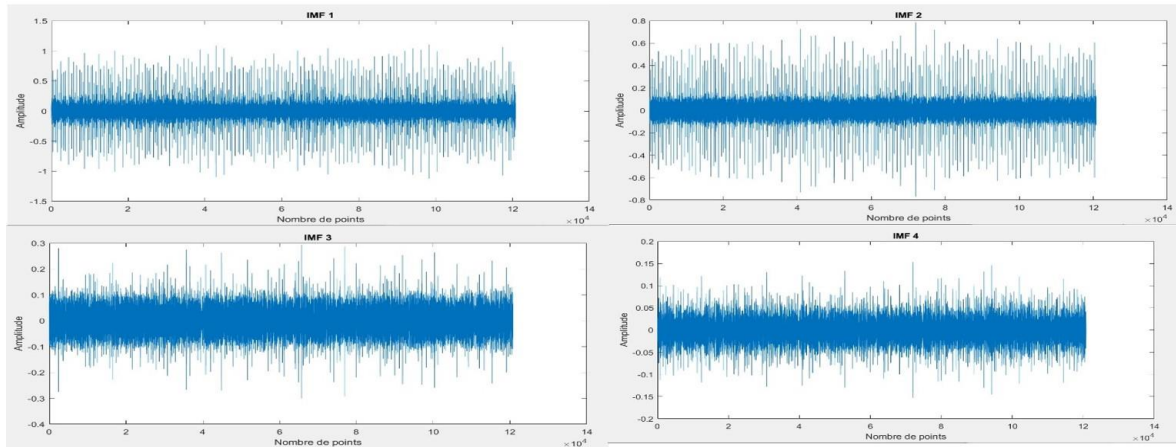 IMF 1
1.5
1
0.5
0
-0.5
-1
-1.5
Amplitude
0 2 4 6 8 10 12 14
Nombre de points
×10⁴
IMF 2
0.8
0.6
0.4
0.2
0
-0.2
-0.4
-0.6
-0.8
Amplitude
0 2 4 6 8 10 12 14
Nombre de points
×10⁴
IMF 3
0.3
0.2
0.1
0
-0.1
-0.2
-0.3
-0.4
Amplitude
0 2 4 6 8 10 12 14
Nombre de points
×10⁴
IMF 4
0.2
0.15
0.1
0.05
0
-0.05
-0.1
-0.15
-0.2
Amplitude
0 2 4 6 8 10 12 14
Nombre de points
×10⁴